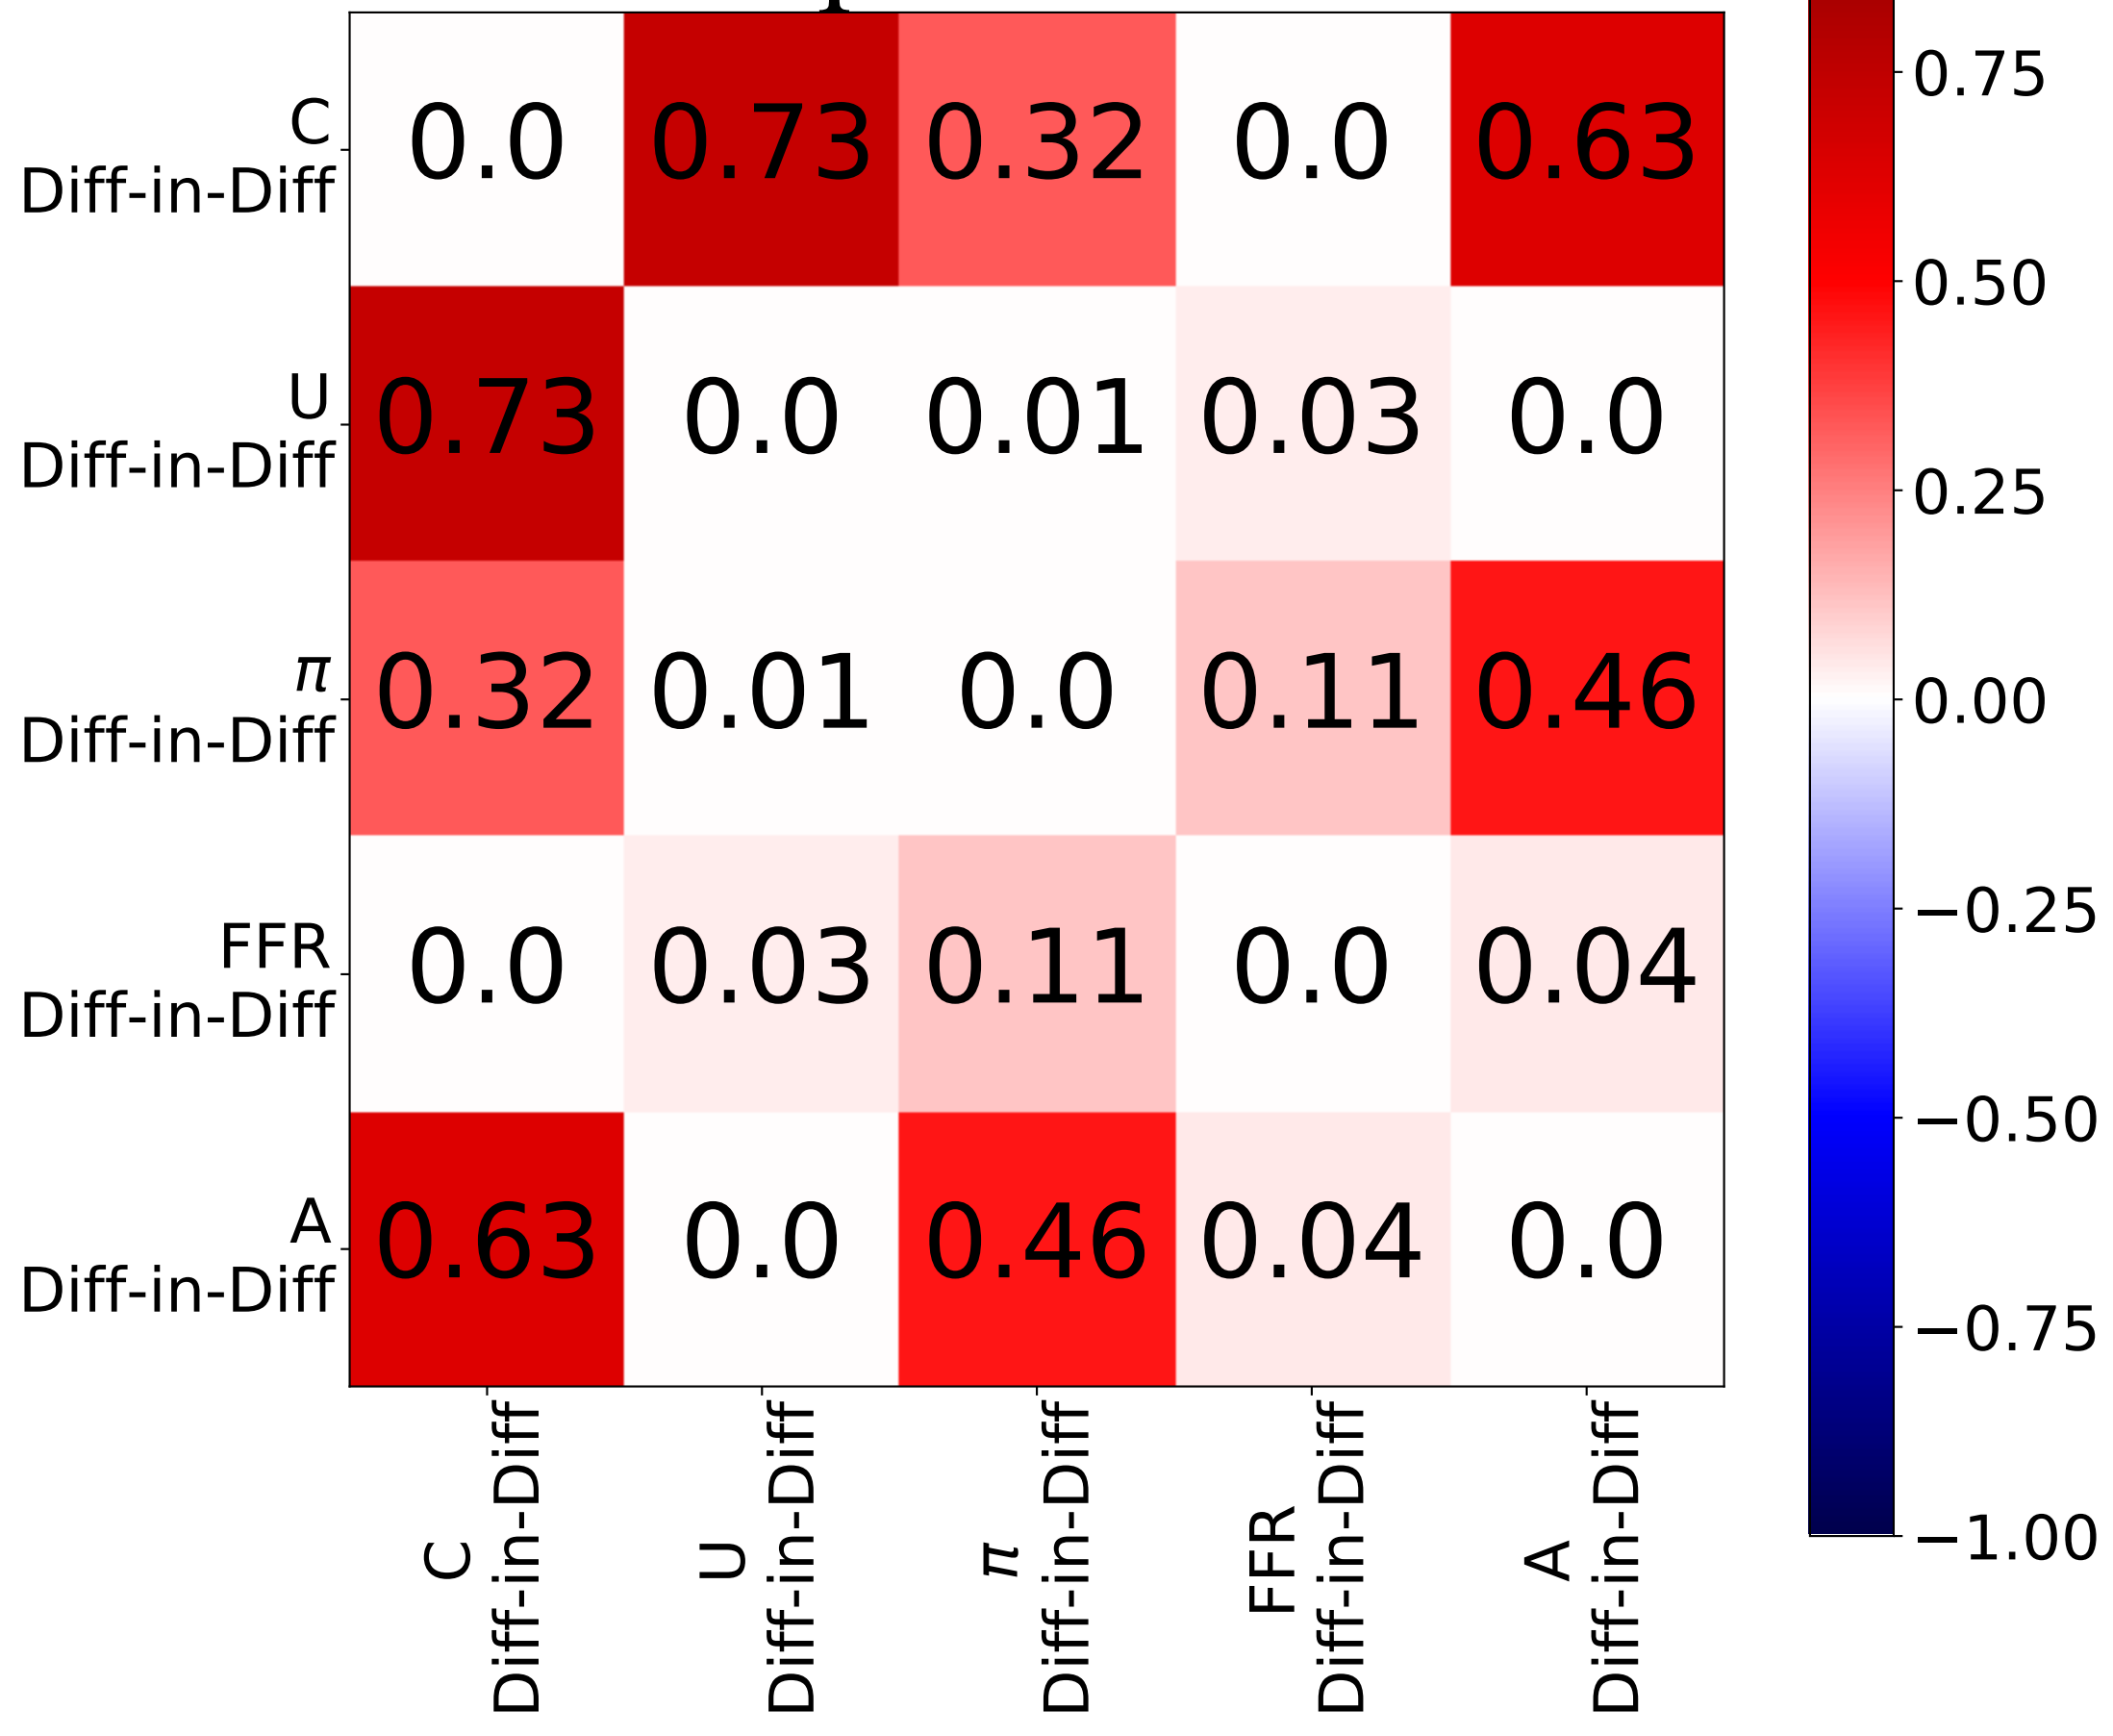 C
Diff-in-Diff
0.0 0.73 0.32 0.0 0.63
U
Diff-in-Diff
0.73 0.0 0.01 0.03 0.0
π
Diff-in-Diff
0.32 0.01 0.0 0.11 0.46
FFR
Diff-in-Diff
0.0 0.03 0.11 0.0 0.04
A
Diff-in-Diff
0.63 0.0 0.46 0.04 0.0
C
Diff-in-Diff
U
Diff-in-Diff
π
Diff-in-Diff
FFR
Diff-in-Diff
A
Diff-in-Diff
0.75
0.50
0.25
0.00
−0.25
−0.50
−0.75
−1.00